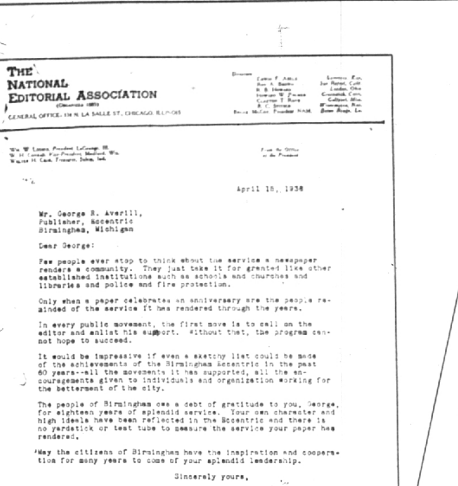 THE
NATIONAL
EDITORIAL ASSOCIATION
GENERAL OFFICE, 134 N. LA SALLE ST., CHICAGO, ILLINOIS
From the Office
of the President
April 15, 1938
Mr. George R. Averill,
Publisher, Eccentric
Birmingham, Michigan
Dear George:
Few people ever stop to think about the service a newspaper
renders a community. They just take it for granted like other
established institutions such as schools and churches and
libraries and police and fire protection.
Only when a paper celebrates an anniversary are the people re-
minded of the service it has rendered through the years.
In every public movement, the first move is to call on the
editor and enlist his support. Without that, the program can-
not hope to succeed.
It would be impressive if even a sketchy list could be made
of the achievements of the Birmingham Eccentric in the past
60 years--all the movements it has supported, all the en-
couragements given to individuals and organization working for
the betterment of the city.
The people of Birmingham owe a debt of gratitude to you, George,
for eighteen years of splendid service. Your own character and
high ideals have been reflected in the Eccentric and there is
no yardstick or test tube to measure the service your paper has
rendered.
May the citizens of Birmingham have the inspiration and coopera-
tion for many years to come of your splendid leadership.
Sincerely yours,